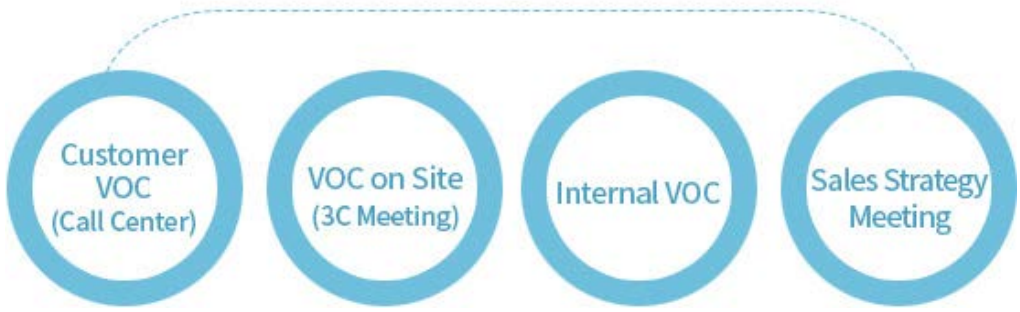 Customer
VOC
(Call Center)
VOC on Site
(3C Meeting)
Internal VOC
Sales Strategy
Meeting